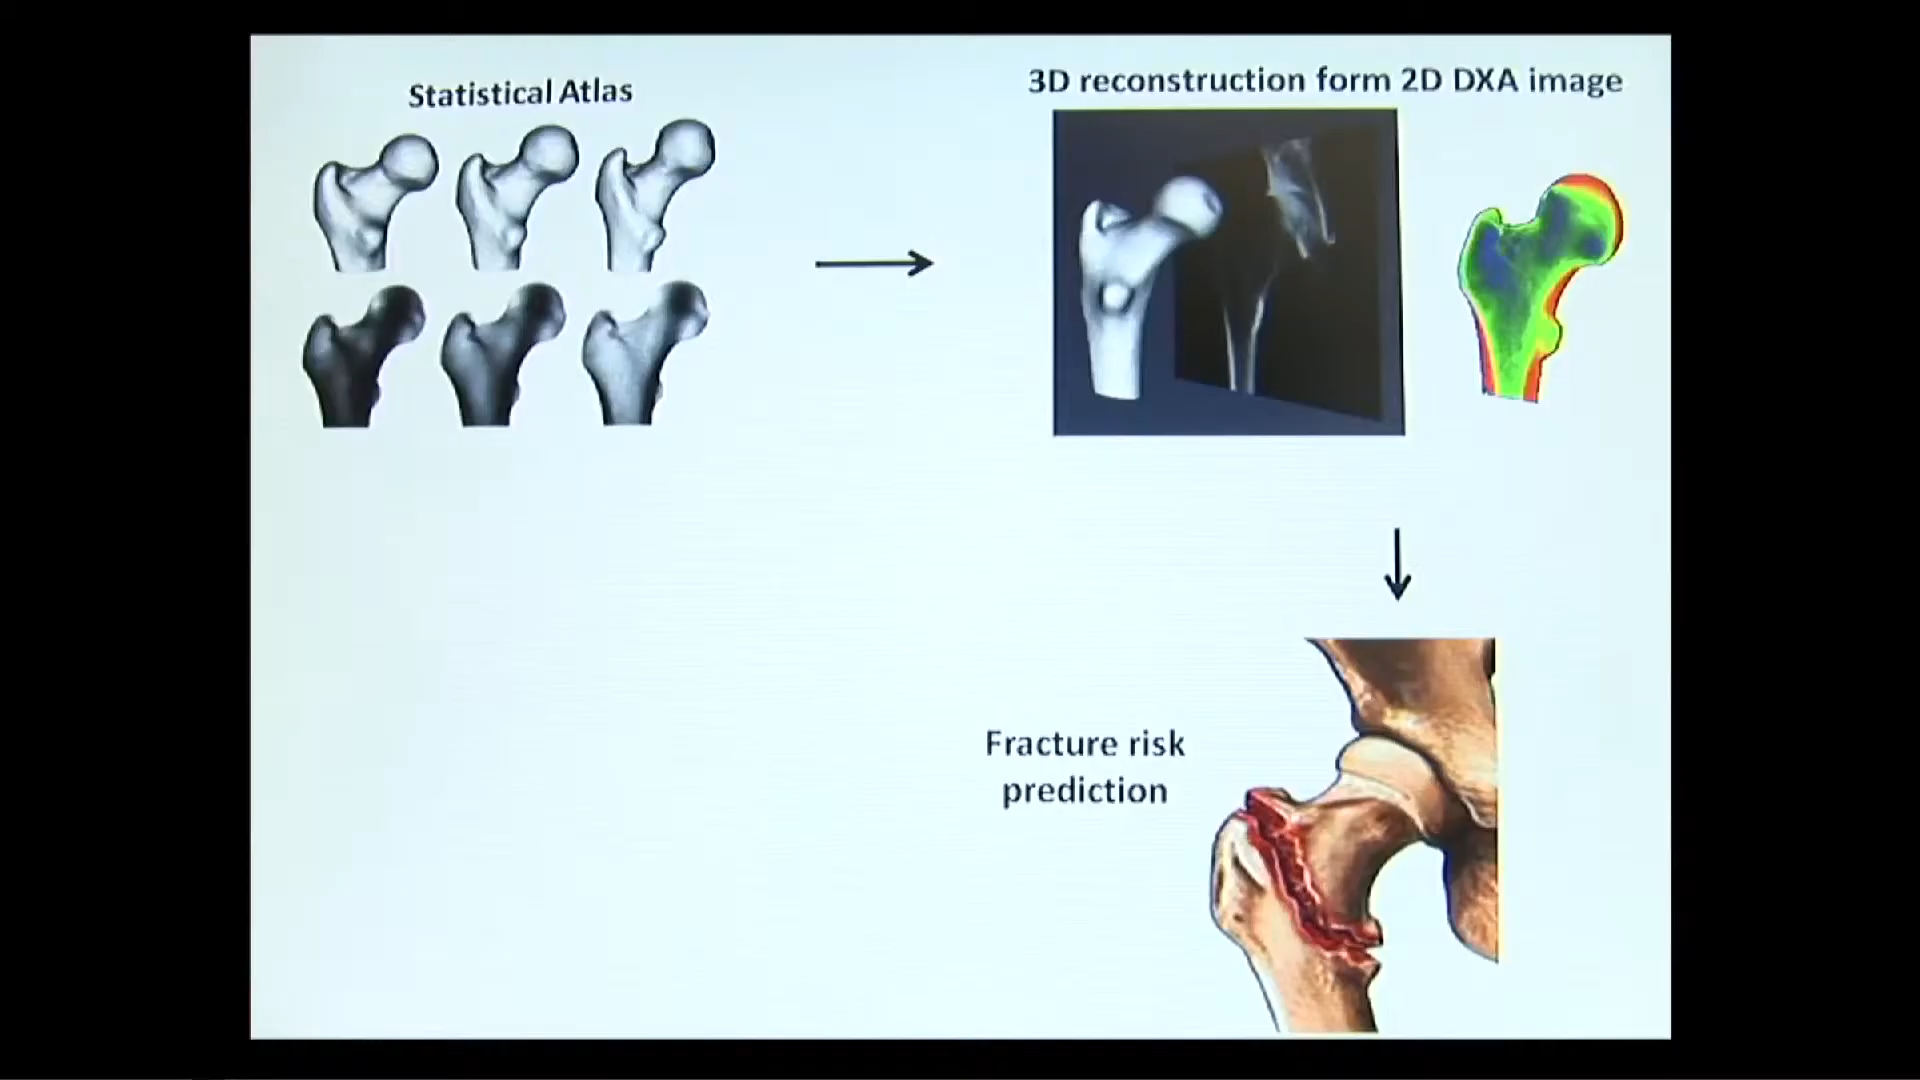 Statistical Atlas
3D reconstruction form 2D DXA image
Fracture risk
prediction